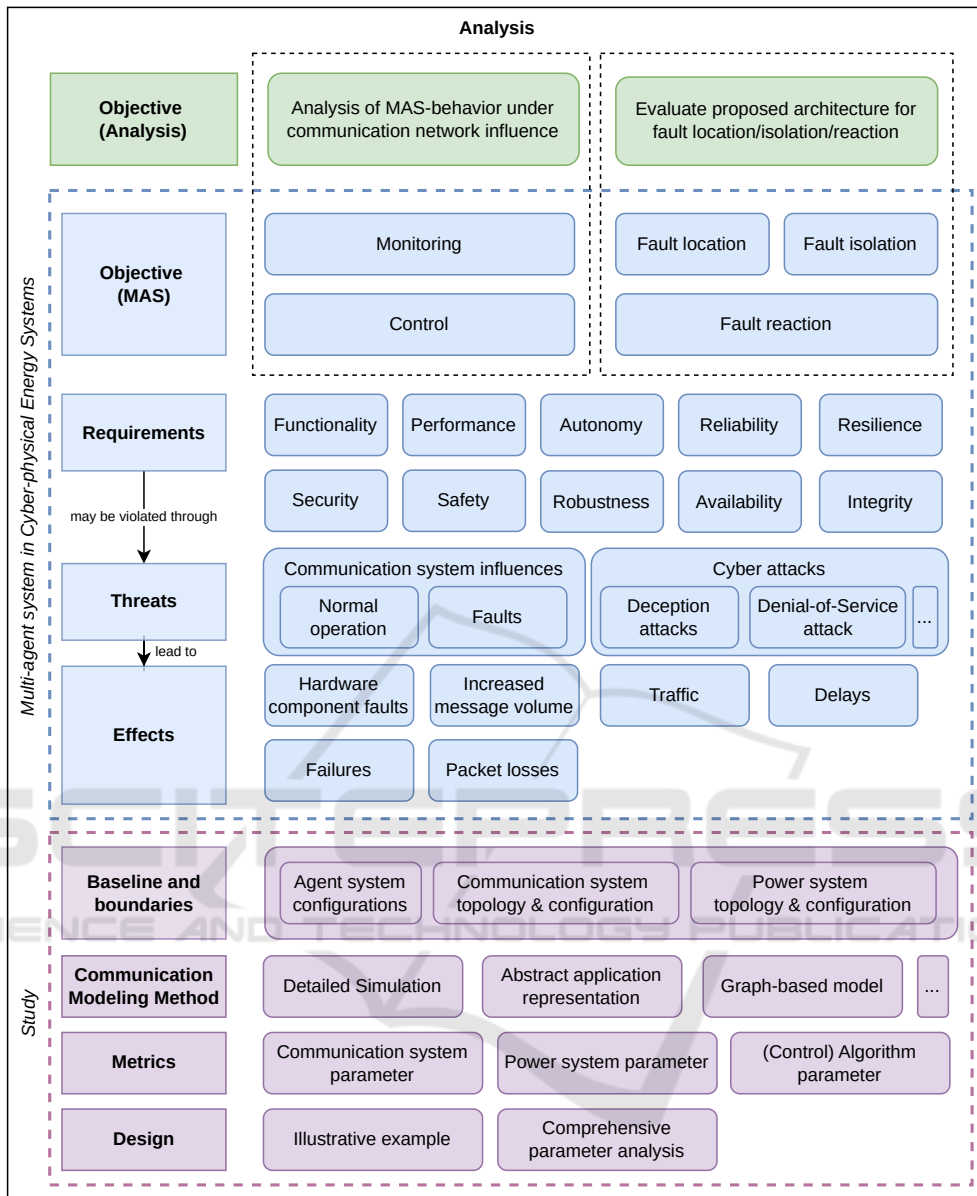 Analysis
Objective
(Analysis)
Analysis of MAS-behavior under
communication network influence
Evaluate proposed architecture for
fault location/isolation/reaction
Multi-agent system in Cyber-physical Energy Systems
Objective
(MAS)
Monitoring
Fault location
Fault isolation
Control
Fault reaction
Requirements
Functionality
Performance
Autonomy
Reliability
Resilience
Security
Safety
Robustness
Availability
Integrity
may be violated through
Threats
Communication system influences
Normal
operation
Faults
Cyber attacks
Deception
attacks
Denial-of-Service
attack
...
lead to
Effects
Hardware
component faults
Increased
message volume
Traffic
Delays
Failures
Packet losses
SCITEPRESS
SCIENCE AND TECHNOLOGY PUBLICATIONS
Study
Baseline and
boundaries
Agent system
configurations
Communication system
topology & configuration
Power system
topology & configuration
Communication
Modeling Method
Detailed Simulation
Abstract application
representation
Graph-based model
...
Metrics
Communication system
parameter
Power system parameter
(Control) Algorithm
parameter
Design
Illustrative example
Comprehensive
parameter analysis